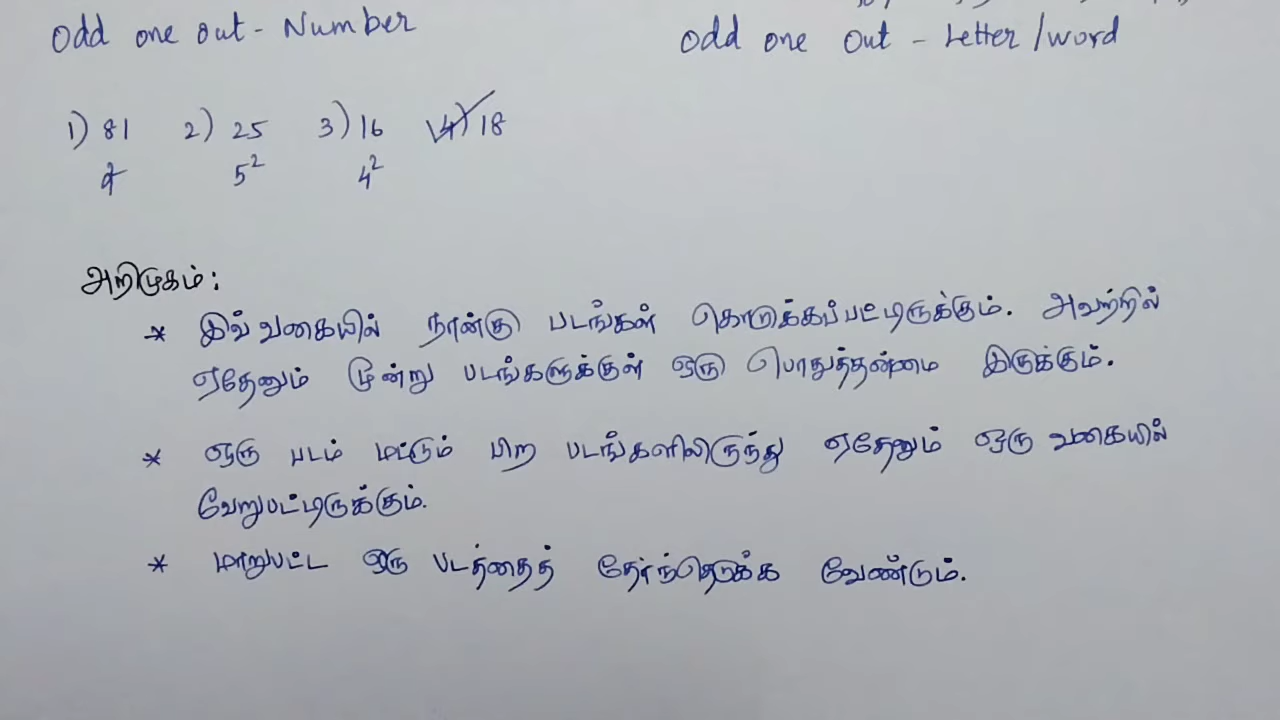 Odd one out - Number
Odd one Out - Letter/word
1) 81 2) 25 3) 16 4) 18
5² 4²
அறிமுகம்:
* இவ்வகையில் நான்கு படங்கள் கொடுக்கப்பட்டிருக்கும். அவற்றில்
ஏதேனும் மூன்று படங்களுக்குள் ஒரு பொதுத்தன்மை இருக்கும்.
* ஒரு படம் மட்டும் பிற படங்களிலிருந்து ஏதேனும் ஒரு வகையில்
வேறுபட்டிருக்கும்.
* மாறுபட்ட ஒரு படத்தைத் தேர்ந்தெடுக்க வேண்டும்.